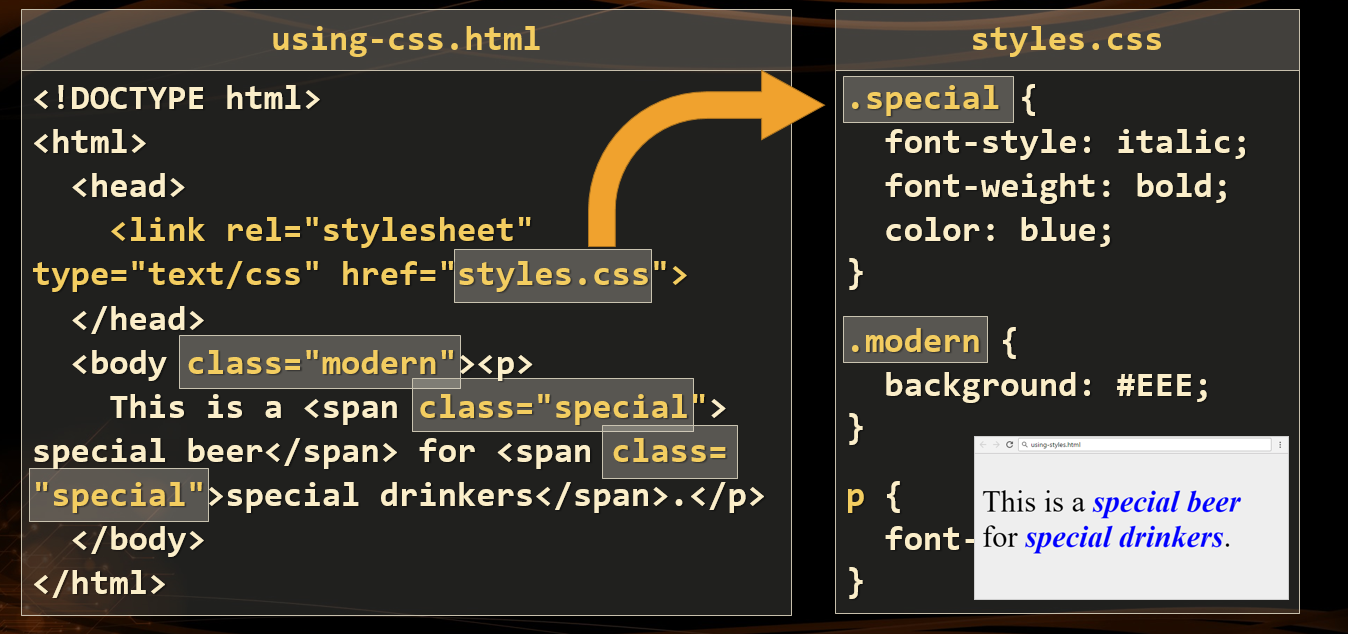 using-css.html
<!DOCTYPE html>
<html>
<head>
<link rel="stylesheet"
type="text/css" href="styles.css">
</head>
<body class="modern"><p>
This is a <span class="special">
special beer</span> for <span class=
"special">special drinkers</span>.</p>
</body>
</html>
styles.css
.special {
font-style: italic;
font-weight: bold;
color: blue;
}
.modern {
background: #EEE;
}
p {
font-
}
using-styles.html
This is a special beer
for special drinkers.